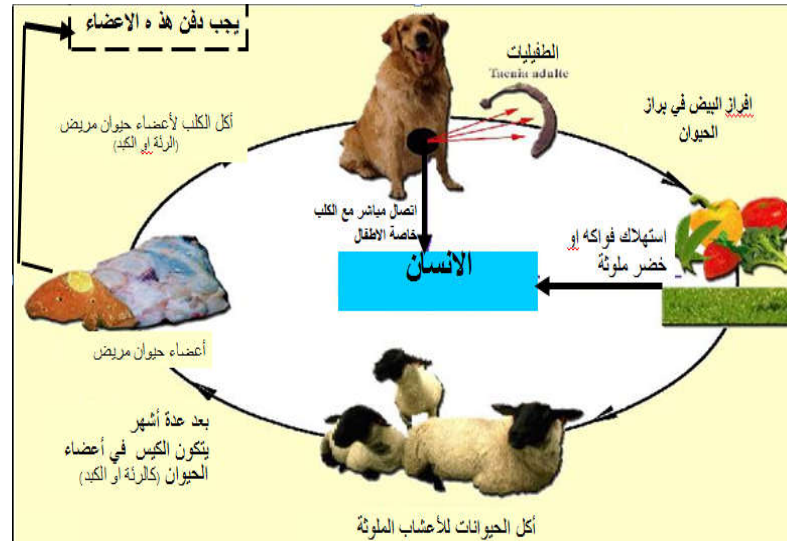 يجب دفن هذ ه الاعضاء
الطفيليات
Taenia adulte
افراز البيض في براز
الحيوان
أكل الكلب لأعضاء حيوان مريض
(الرئة او الكبد)
اتصال مباشر مع الكلب
خاصة الاطفال
استهلاك فواكه او
خضر ملوثة
الانسان
أعضاء حيوان مريض
بعد عدة أشهر
يتكون الكيس في أعضاء
الحيوان (كالرئة او الكبد)
أكل الحيوانات للأعشاب الملوثة